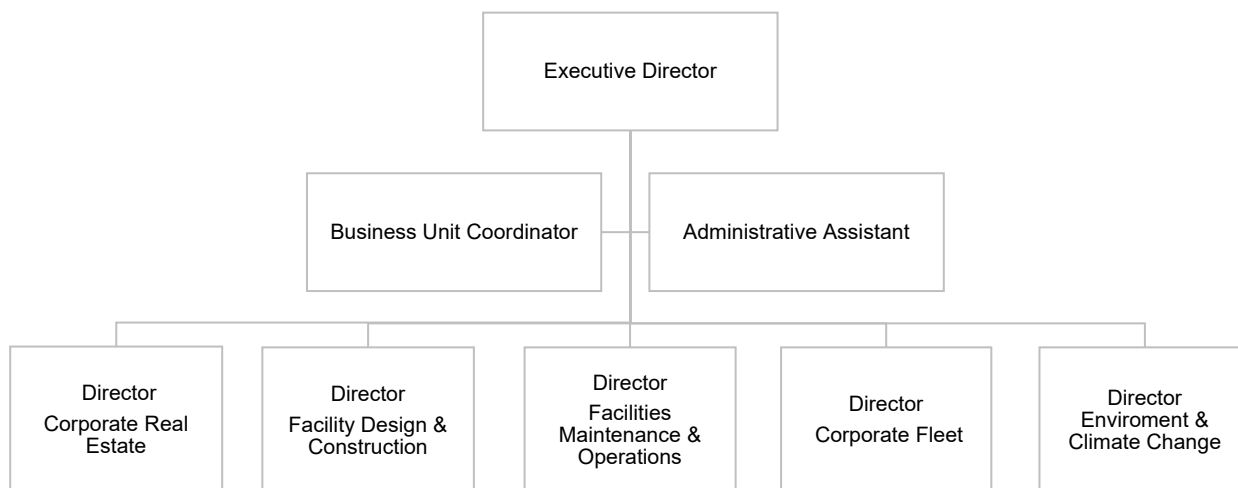 Executive Director
Business Unit Coordinator
Administrative Assistant
Director
Corporate Real
Estate
Director
Facility Design &
Construction
Director
Facilities
Maintenance &
Operations
Director
Corporate Fleet
Director
Enviroment &
Climate Change